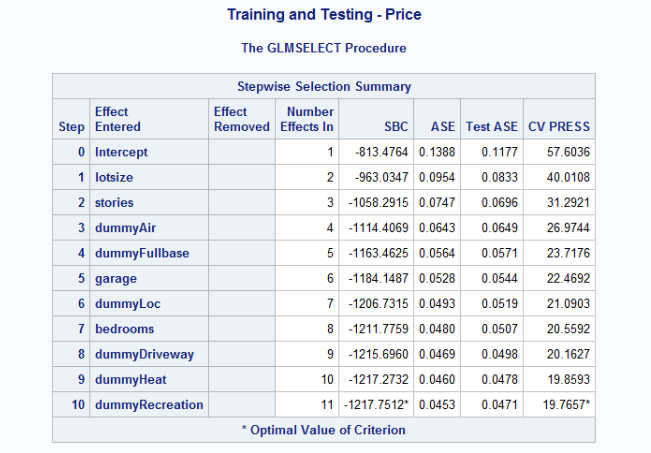 Training and Testing - Price
The GLMSELECT Procedure
Stepwise Selection Summary
Step Effect Entered Effect Removed Number Effects In SBC ASE Test ASE CV PRESS
0 Intercept 1 -813.4764 0.1388 0.1177 57.6036
1 lotsize 2 -963.0347 0.0954 0.0833 40.0108
2 stories 3 -1058.2915 0.0747 0.0696 31.2921
3 dummyAir 4 -1114.4069 0.0643 0.0649 26.9744
4 dummyFullbase 5 -1163.4625 0.0564 0.0571 23.7176
5 garage 6 -1184.1487 0.0528 0.0544 22.4692
6 dummyLoc 7 -1206.7315 0.0493 0.0519 21.0903
7 bedrooms 8 -1211.7759 0.0480 0.0507 20.5592
8 dummyDriveway 9 -1215.6960 0.0469 0.0498 20.1627
9 dummyHeat 10 -1217.2732 0.0460 0.0478 19.8593
10 dummyRecreation 11 -1217.7512* 0.0453 0.0471 19.7657*
* Optimal Value of Criterion